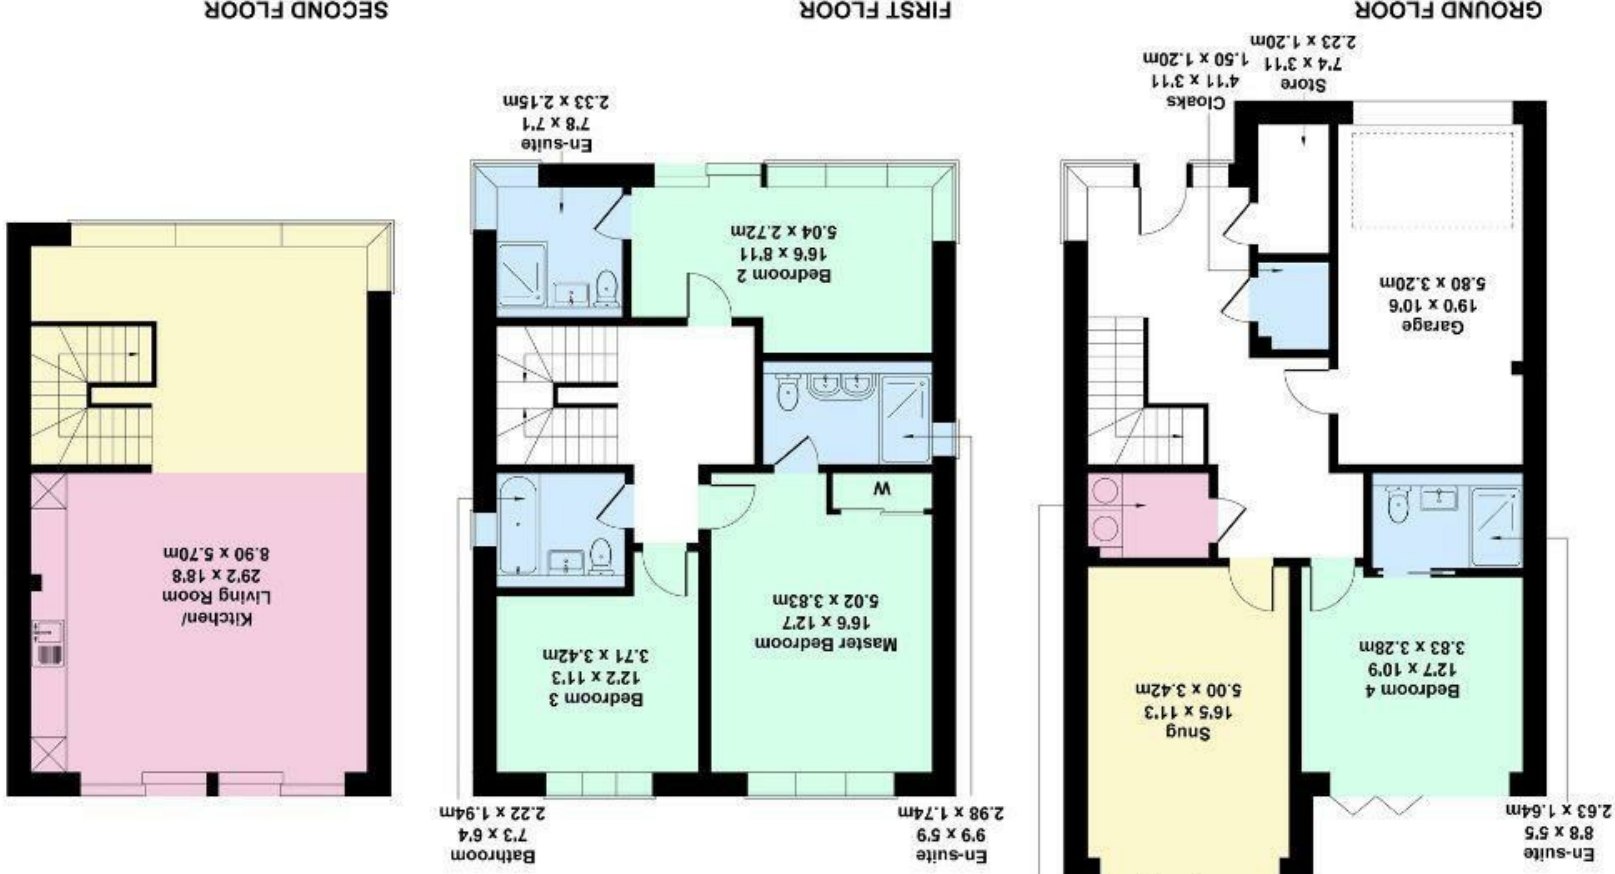 En-suite
8'8 x 5'5
2.63 x 1.64m
Snug
16'5 x 11'3
5.00 x 3.42m
Bedroom 4
12'7 x 10'9
3.83 x 3.28m
Garage
19'0 x 10'6
5.80 x 3.20m
Store
7'4 x 3'11
2.23 x 1.20m
Cloaks
4'11 x 3'11
1.50 x 1.20m
GROUND FLOOR
En-suite
9'9 x 5'9
2.98 x 1.74m
Bathroom
7'3 x 6'4
2.22 x 1.94m
Master Bedroom
16'6 x 12'7
5.02 x 3.83m
Bedroom 3
12'2 x 11'3
3.71 x 3.42m
W
Bedroom 2
16'6 x 8'11
5.04 x 2.72m
En-suite
7'8 x 7'1
2.33 x 2.15m
FIRST FLOOR
Kitchen/
Living Room
29'2 x 18'8
8.90 x 5.70m
SECOND FLOOR